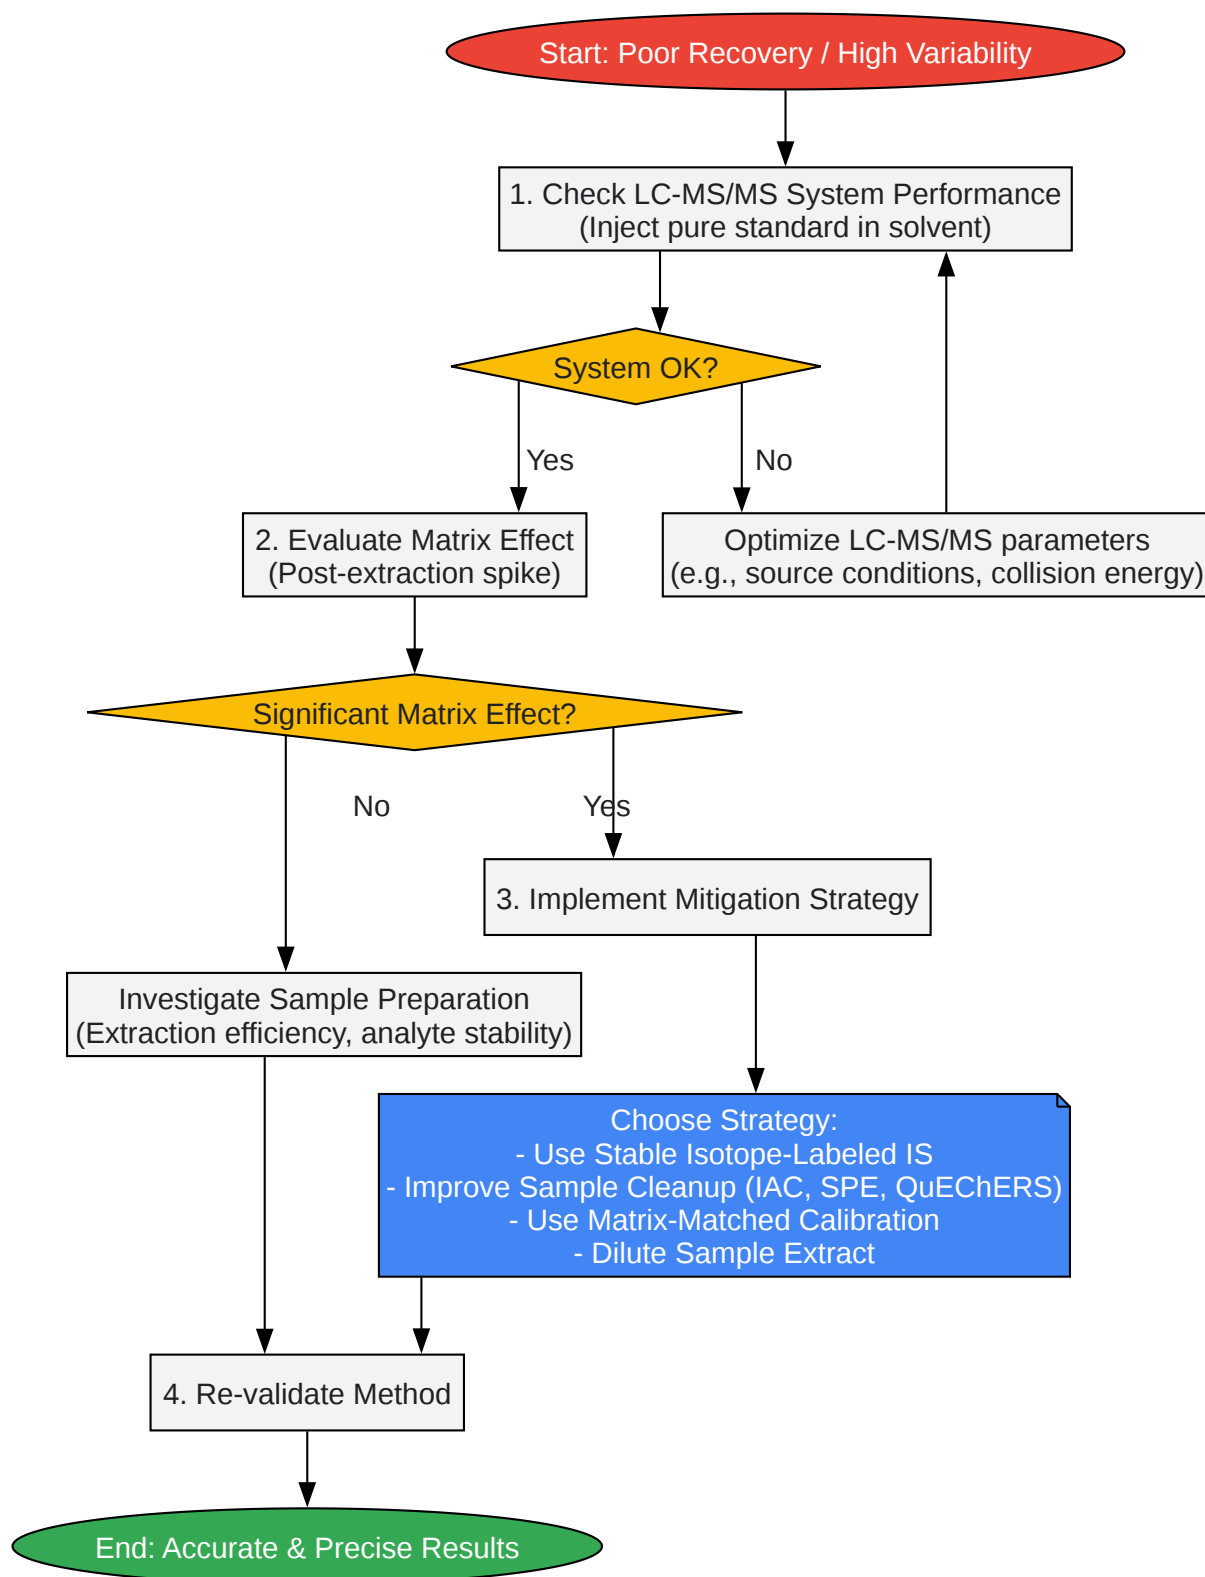 Start: Poor Recovery / High Variability
1. Check LC-MS/MS System Performance
(Inject pure standard in solvent)
System OK?
Yes
No
2. Evaluate Matrix Effect
(Post-extraction spike)
Optimize LC-MS/MS parameters
(e.g., source conditions, collision energy)
Significant Matrix Effect?
No
Yes
3. Implement Mitigation Strategy
Investigate Sample Preparation
(Extraction efficiency, analyte stability)
Choose Strategy:
- Use Stable Isotope-Labeled IS
- Improve Sample Cleanup (IAC, SPE, QuEChERS)
- Use Matrix-Matched Calibration
- Dilute Sample Extract
4. Re-validate Method
End: Accurate & Precise Results